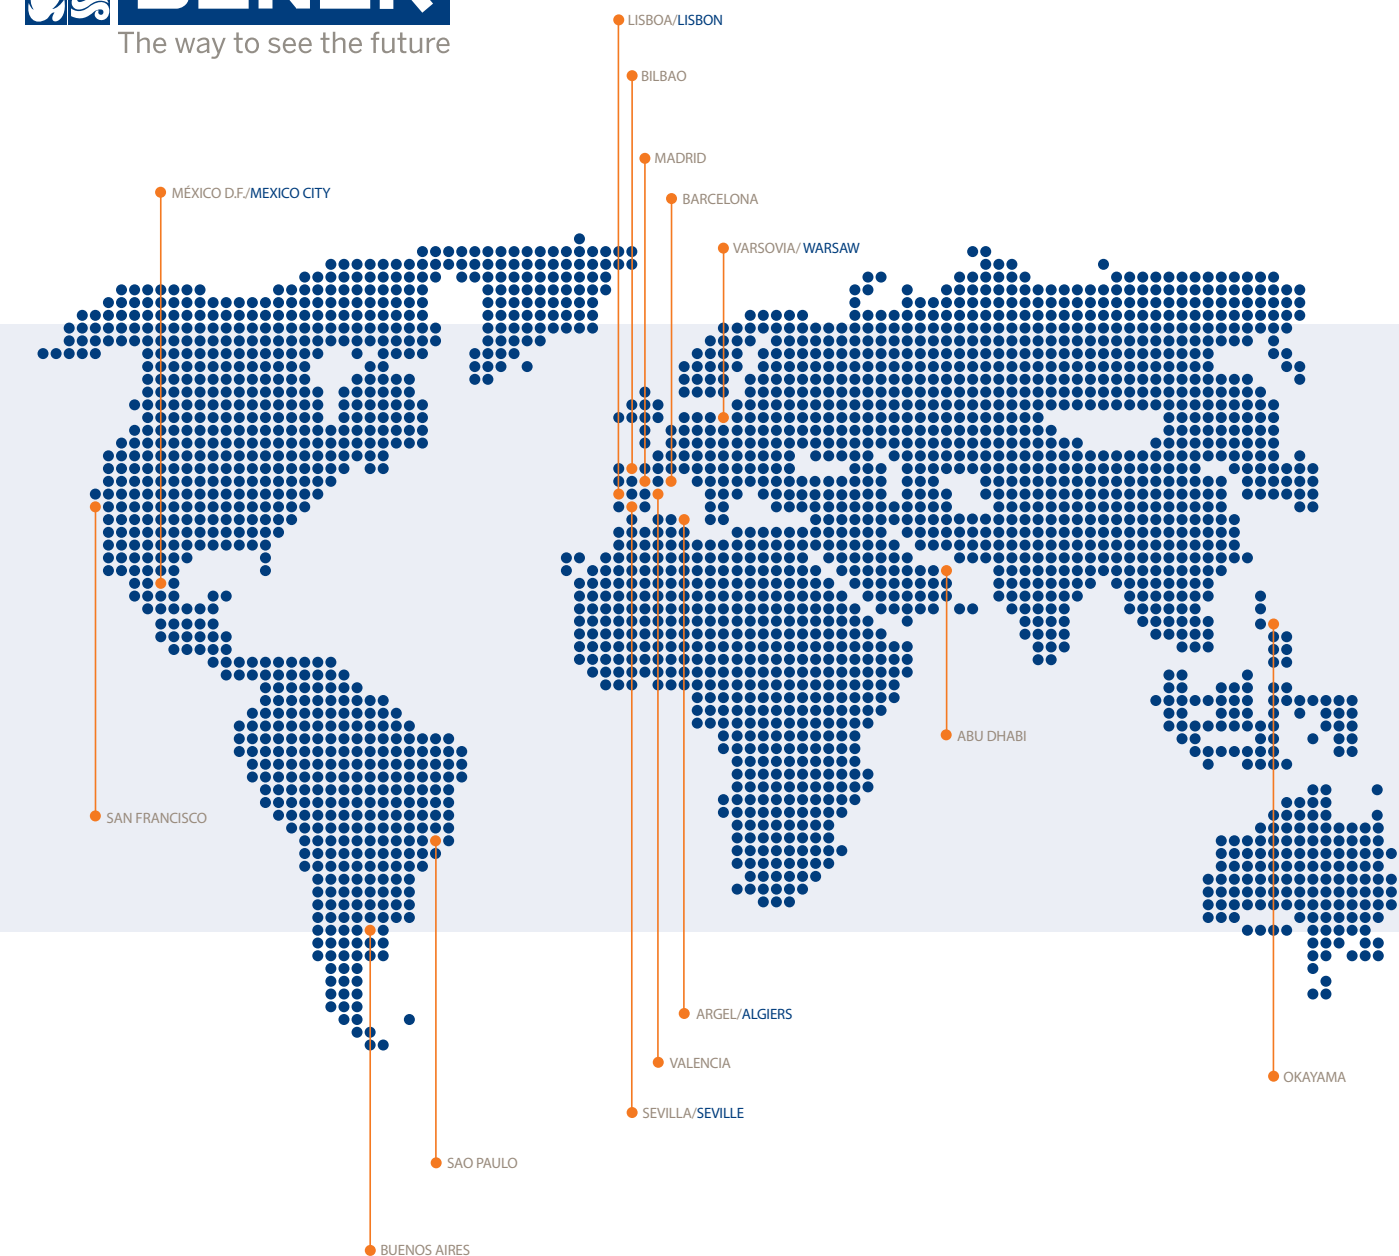 SENER
The way to see the future
LISBOA/LISBON
BILBAO
MADRID
MÉXICO D.F./MEXICO CITY
BARCELONA
VARSOVIA/ WARSAW
ABU DHABI
SAN FRANCISCO
ARGEL/ALGIERS
VALENCIA
OKAYAMA
SEVILLA/SEVILLE
SAO PAULO
BUENOS AIRES